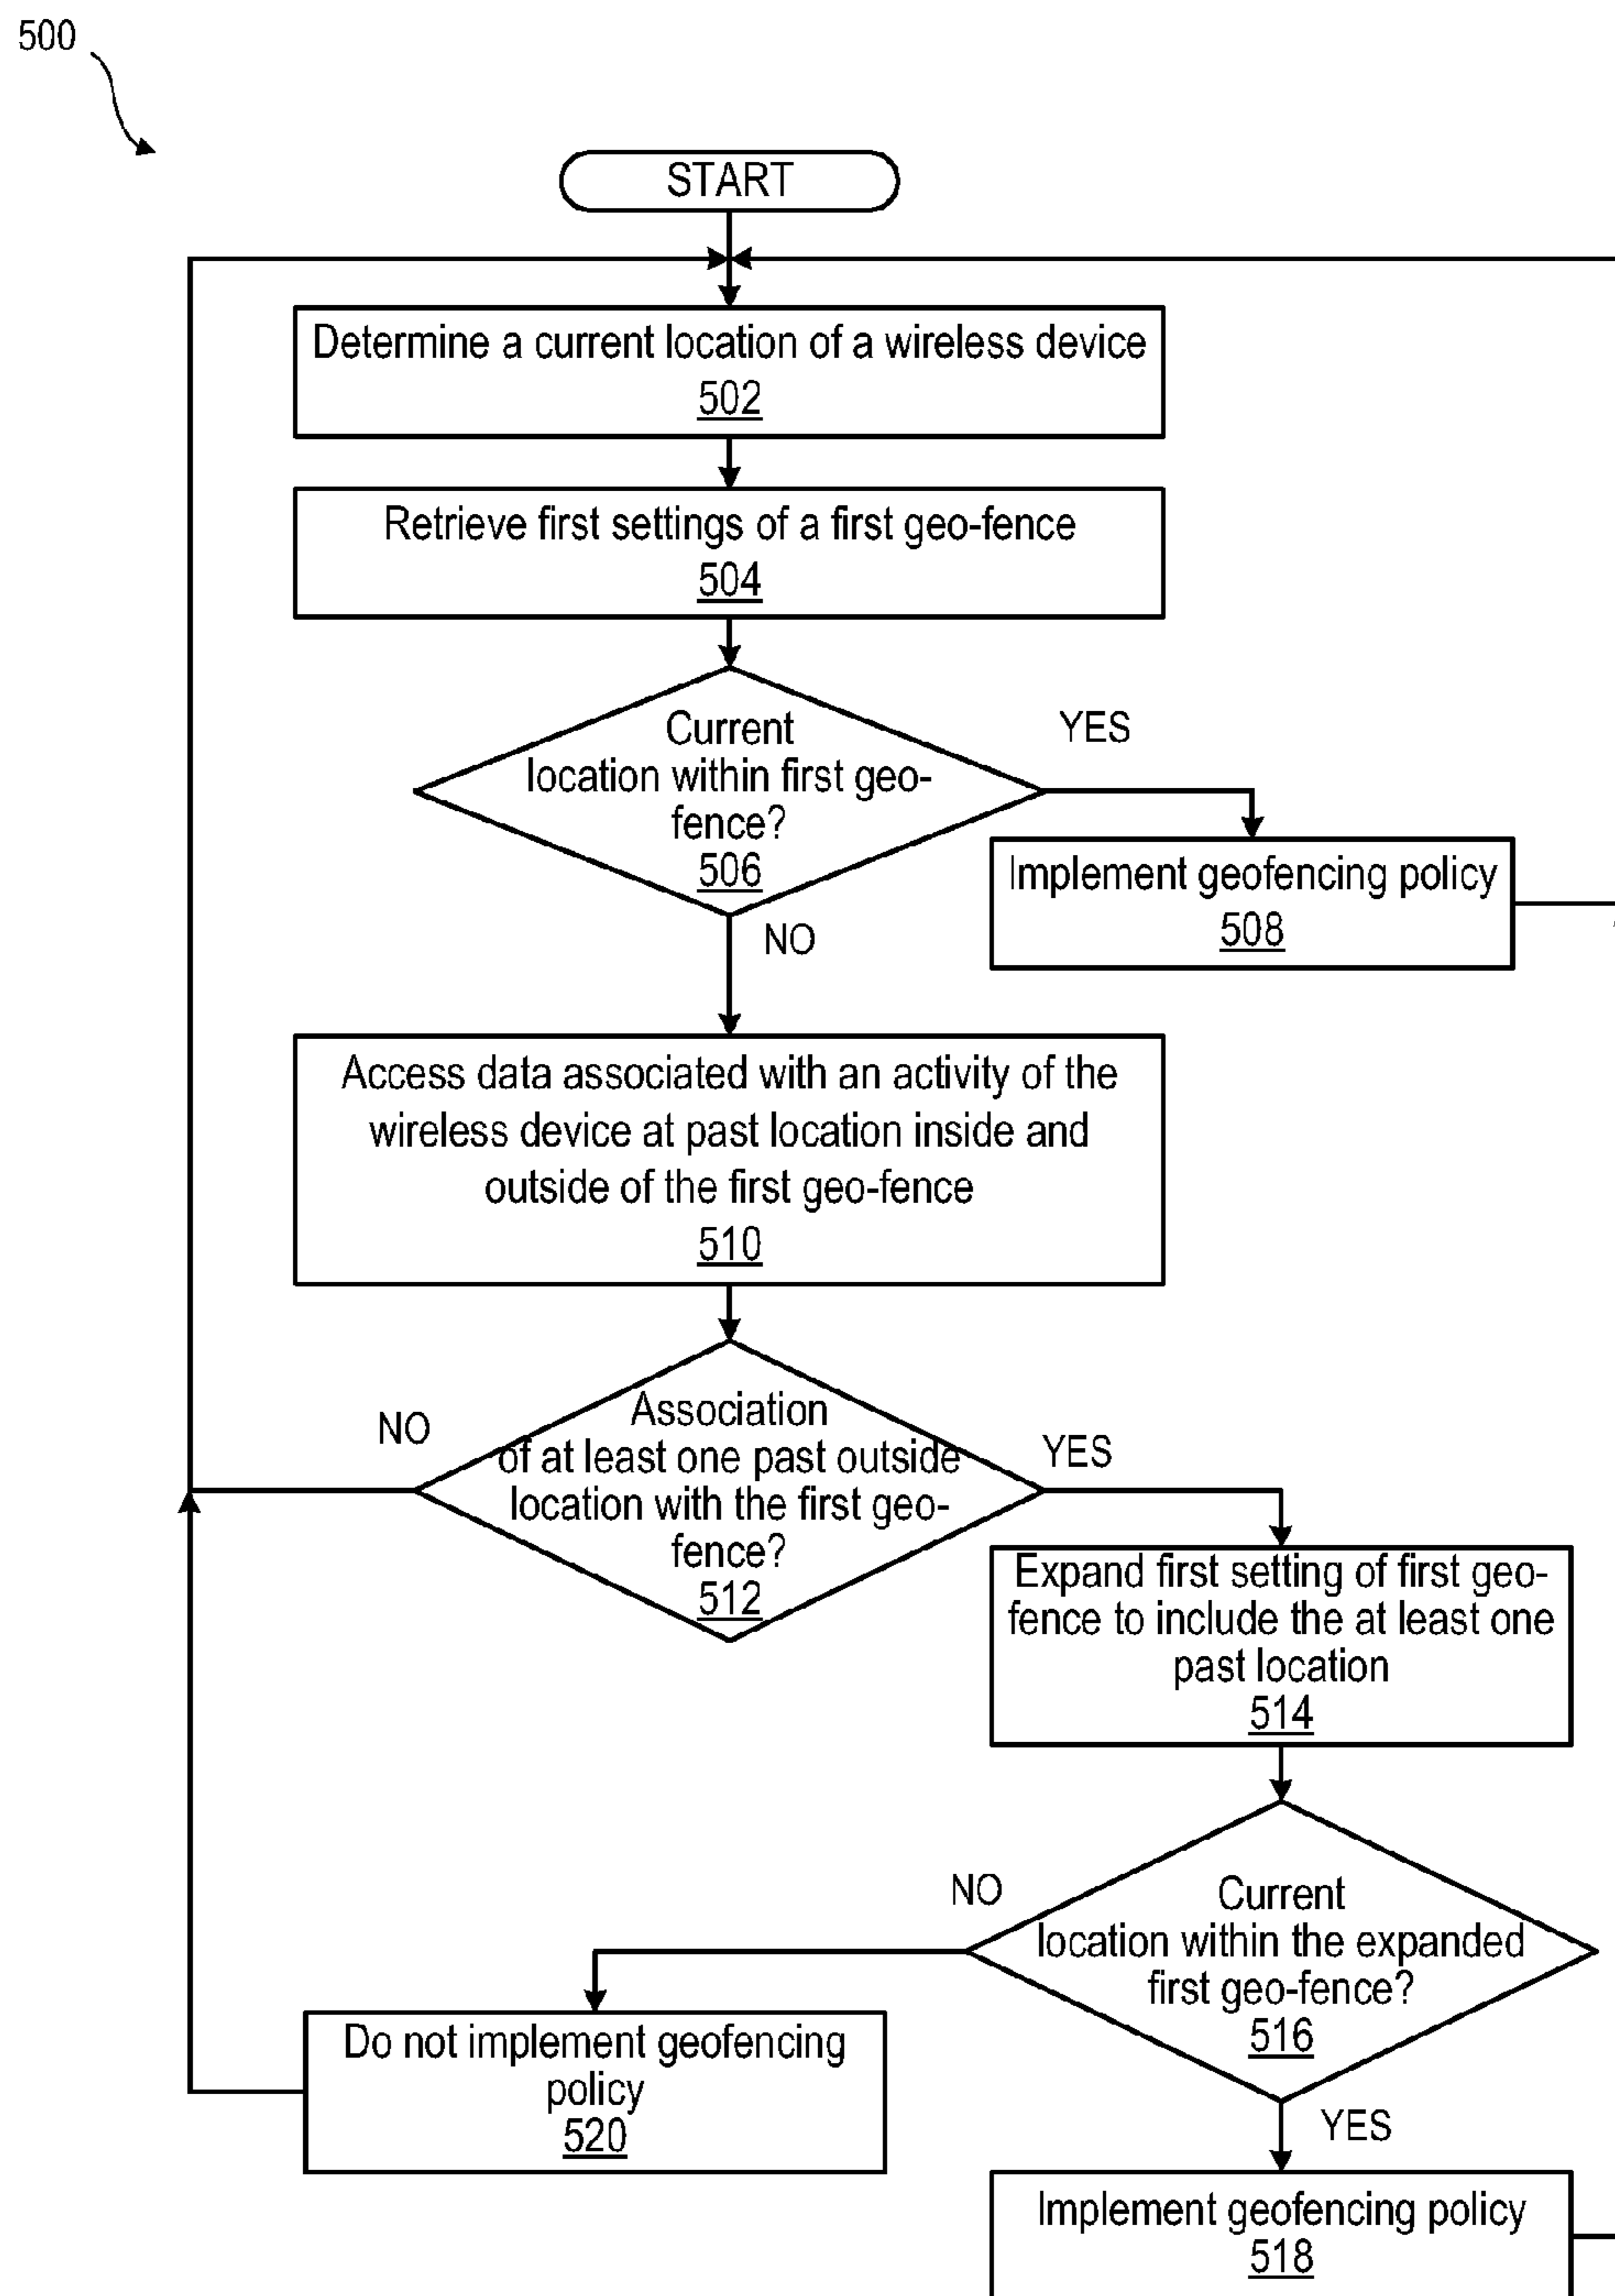 500
START
Determine a current location of a wireless device
502
Retrieve first settings of a first geo-fence
504
Current
location within first geo-
fence?
506
YES
Implement geofencing policy
508
NO
Access data associated with an activity of the
wireless device at past location inside and
outside of the first geo-fence
510
NO
Association
of at least one past outside
location with the first geo-
fence?
512
YES
Expand first setting of first geo-
fence to include the at least one
past location
514
NO
Current
location within the expanded
first geo-fence?
516
Do not implement geofencing
policy
520
YES
Implement geofencing policy
518